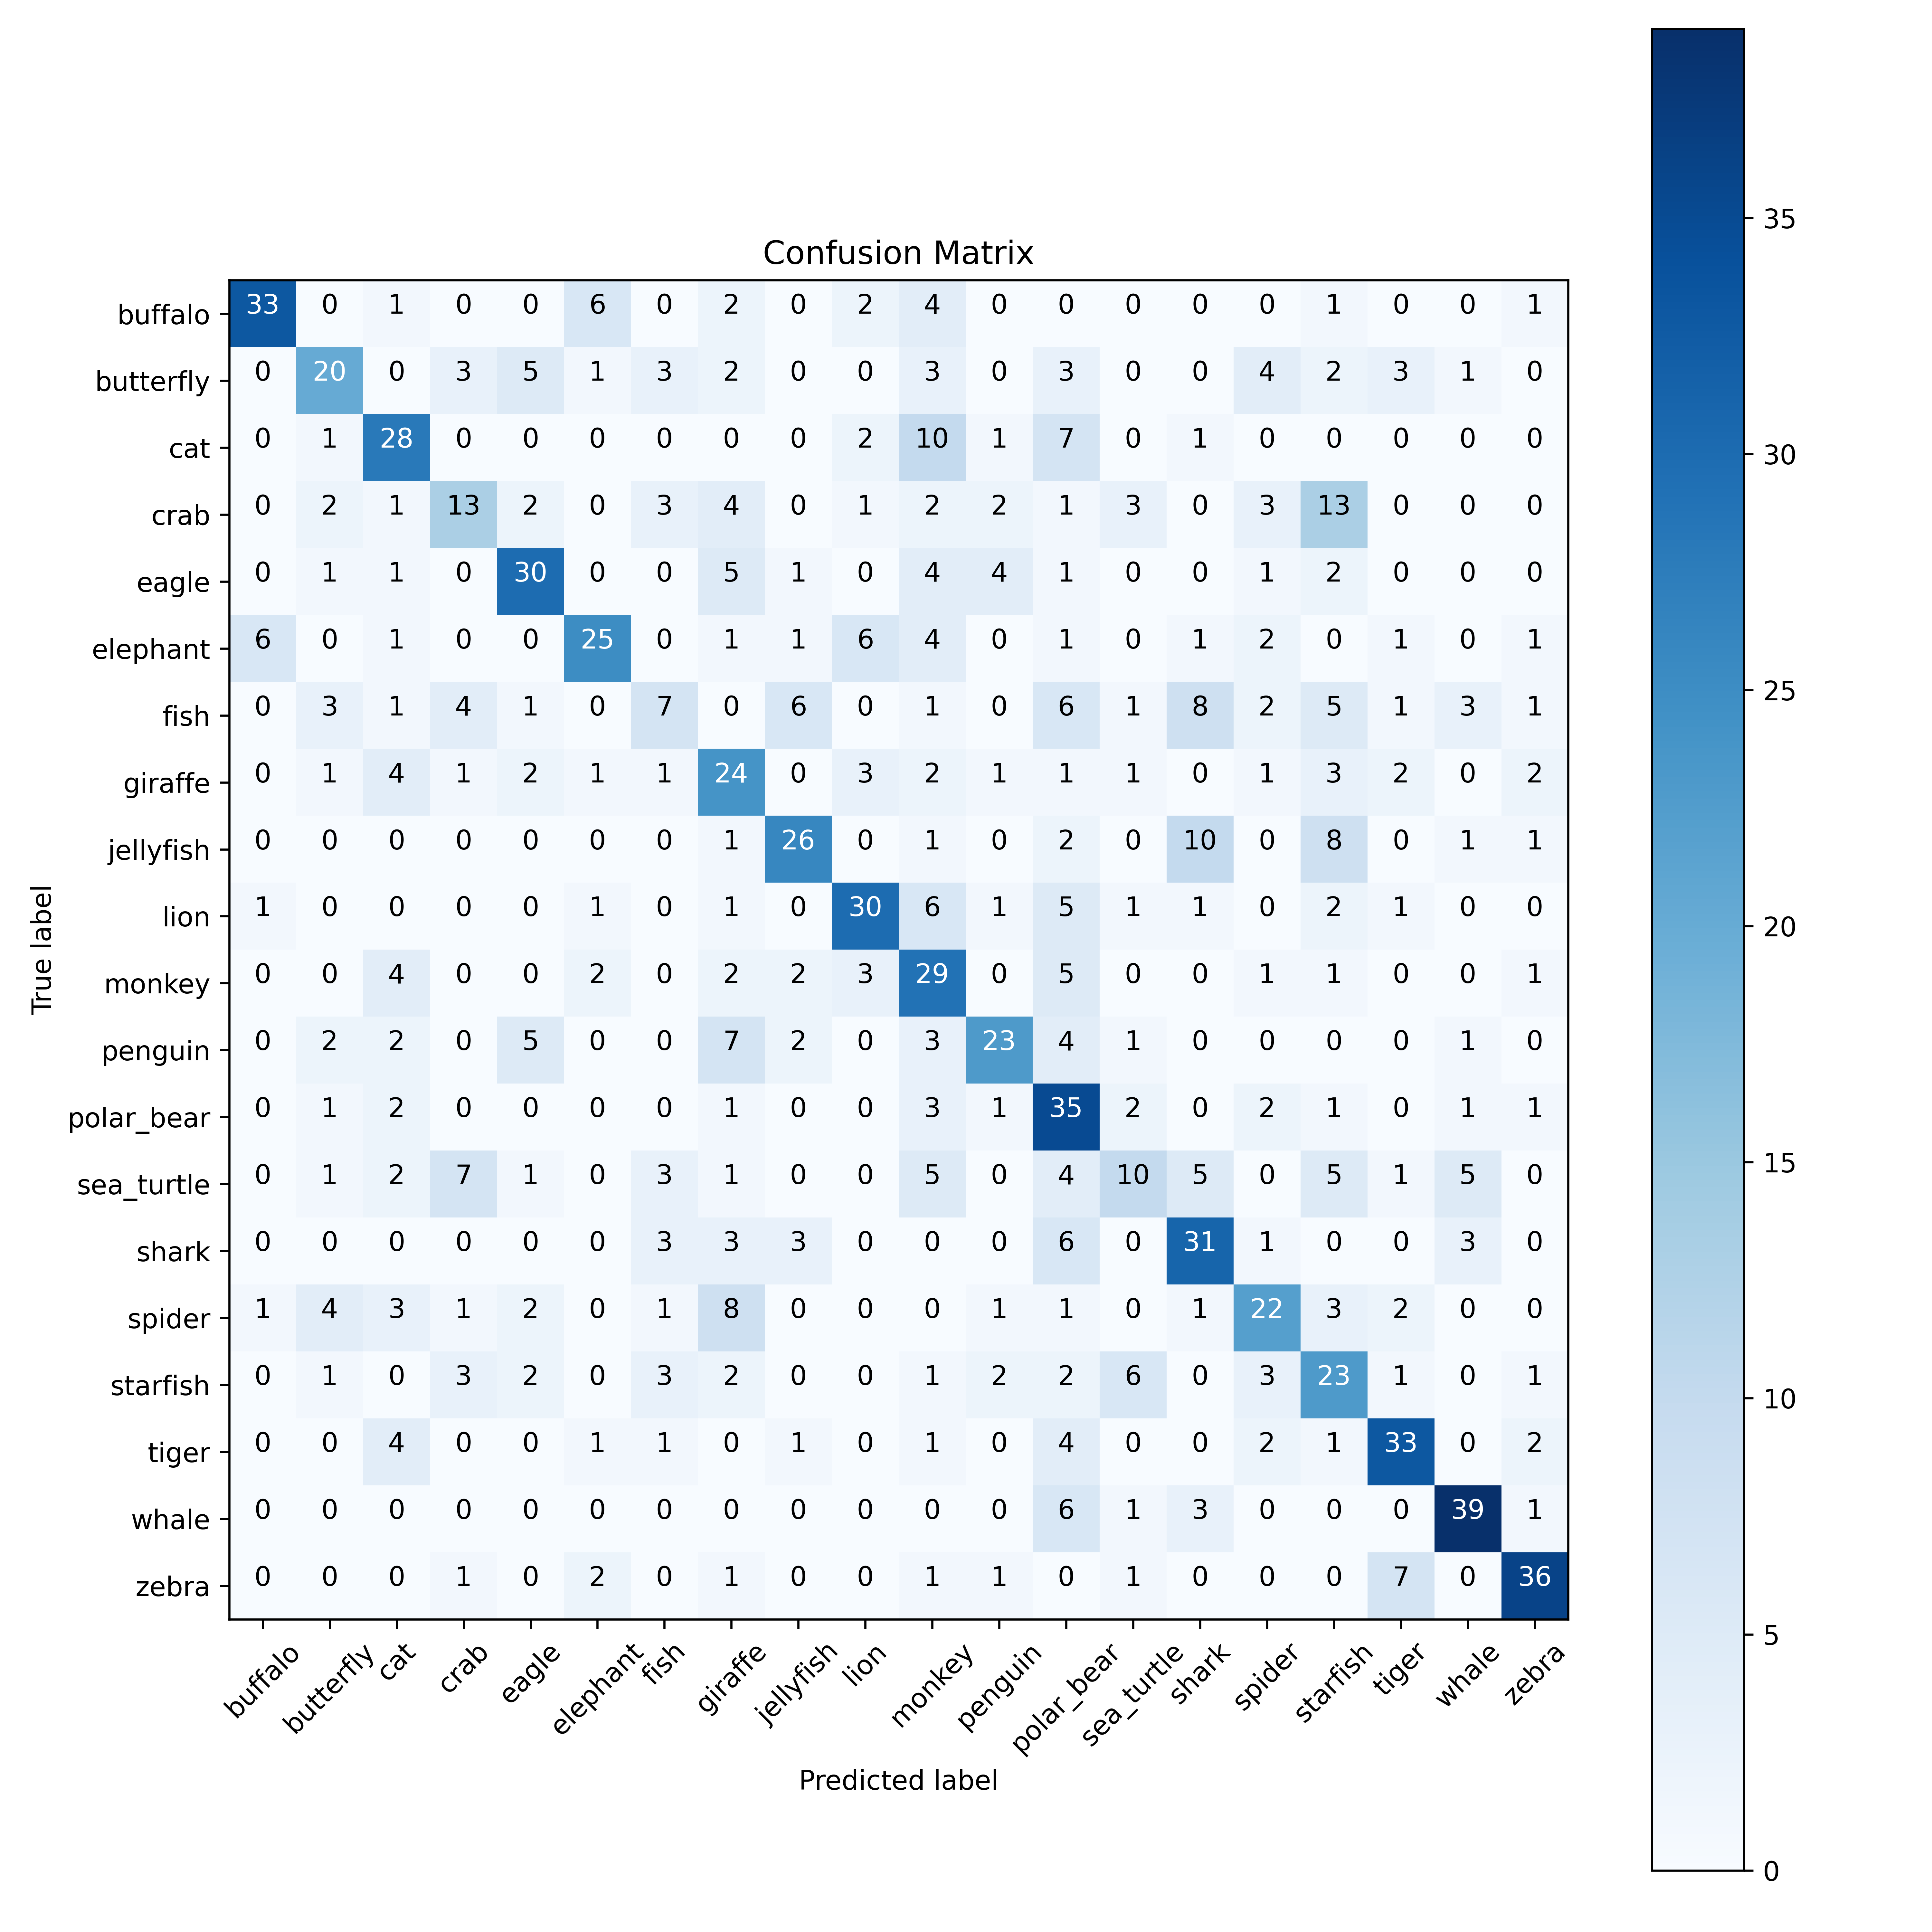 Confusion Matrix
buffalo 33 0 1 0 0 6 0 2 0 2 4 0 0 0 0 0 1 0 0 1
butterfly 0 20 0 3 5 1 3 2 0 0 3 0 3 0 0 4 2 3 1 0
cat 0 1 28 0 0 0 0 0 0 2 10 1 7 0 1 0 0 0 0 0
crab 0 2 1 13 2 0 3 4 0 1 2 2 1 3 0 3 13 0 0 0
eagle 0 1 1 0 30 0 0 5 1 0 4 4 1 0 0 1 2 0 0 0
elephant 6 0 1 0 0 25 0 1 1 6 4 0 1 0 1 2 0 1 0 1
fish 0 3 1 4 1 0 7 0 6 0 1 0 6 1 8 2 5 1 3 1
giraffe 0 1 4 1 2 1 1 24 0 3 2 1 1 1 0 1 3 2 0 2
jellyfish 0 0 0 0 0 0 0 1 26 0 1 0 2 0 10 0 8 0 1 1
lion 1 0 0 0 0 1 0 1 0 30 6 1 5 1 1 0 2 1 0 0
monkey 0 0 4 0 0 2 0 2 2 3 29 0 5 0 0 1 1 0 0 1
penguin 0 2 2 0 5 0 0 7 2 0 3 23 4 1 0 0 0 0 1 0
polar_bear 0 1 2 0 0 0 0 1 0 0 3 1 35 2 0 2 1 0 1 1
sea_turtle 0 1 2 7 1 0 3 1 0 0 5 0 4 10 5 0 5 1 5 0
shark 0 0 0 0 0 0 3 3 3 0 0 0 6 0 31 1 0 0 3 0
spider 1 4 3 1 2 0 1 8 0 0 0 1 1 0 1 22 3 2 0 0
starfish 0 1 0 3 2 0 3 2 0 0 1 2 2 6 0 3 23 1 0 1
tiger 0 0 4 0 0 1 1 0 1 0 1 0 4 0 0 2 1 33 0 2
whale 0 0 0 0 0 0 0 0 0 0 0 0 6 1 3 0 0 0 39 1
zebra 0 0 0 1 0 2 0 1 0 0 1 1 0 1 0 0 0 7 0 36
True label
buffalo butterfly cat crab eagle elephant fish giraffe jellyfish lion monkey penguin polar_bear sea_turtle shark spider starfish tiger whale zebra
Predicted label
35
30
25
20
15
10
5
0